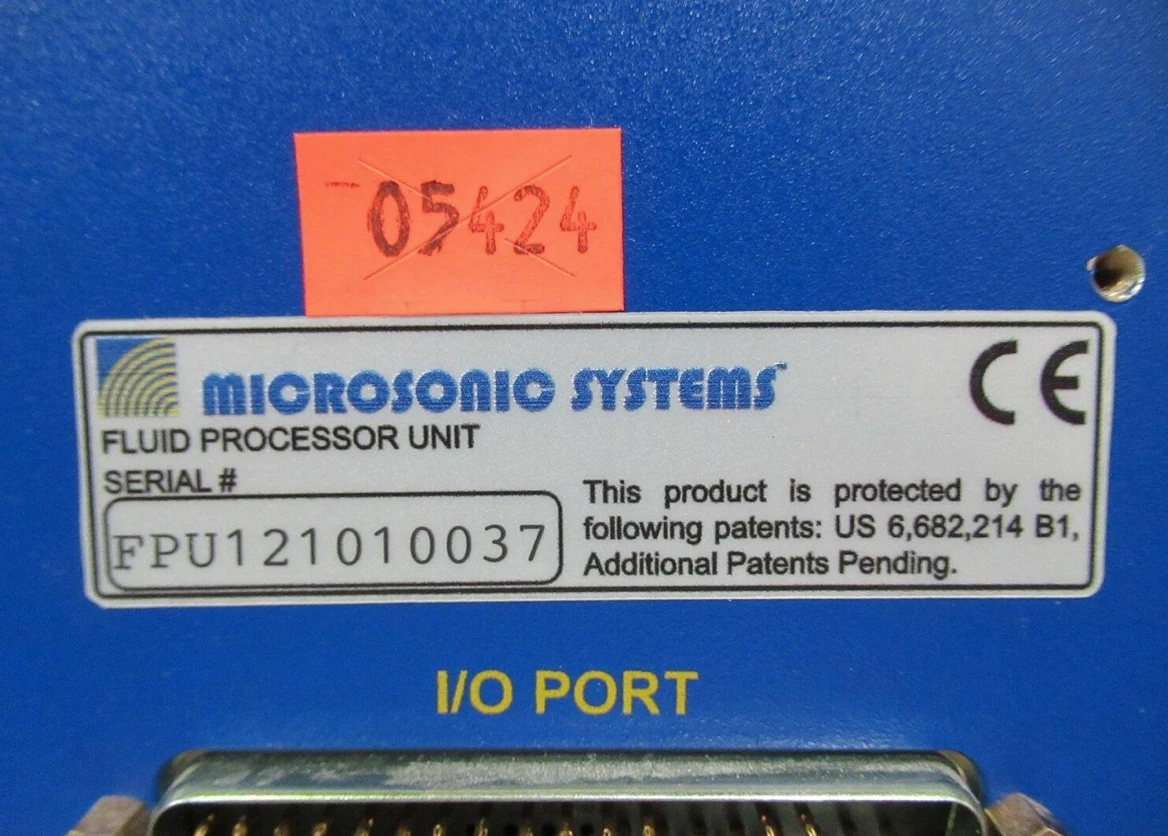 05424
MICROSONIC SYSTEMS™
CE
FLUID PROCESSOR UNIT
SERIAL #
FPU121010037
This product is protected by the
following patents: US 6,682,214 B1,
Additional Patents Pending.
I/O PORT